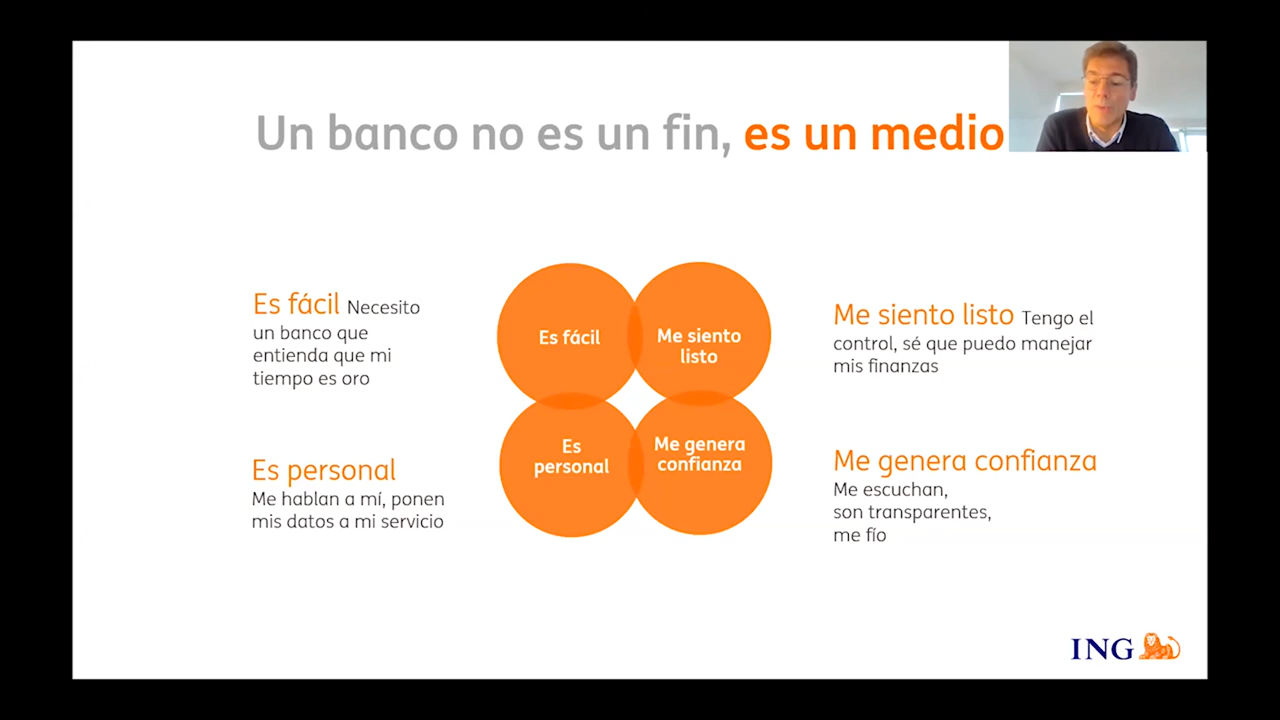 Un banco no es un fin, es un medio
Es fácil Necesito
un banco que
entienda que mi
tiempo es oro
Es personal
Me hablan a mí, ponen
mis datos a mi servicio
Es fácil
Me siento
listo
Es
personal
Me genera
confianza
Me siento listo Tengo el
control, sé que puedo manejar
mis finanzas
Me genera confianza
Me escuchan,
son transparentes,
me fío
ING